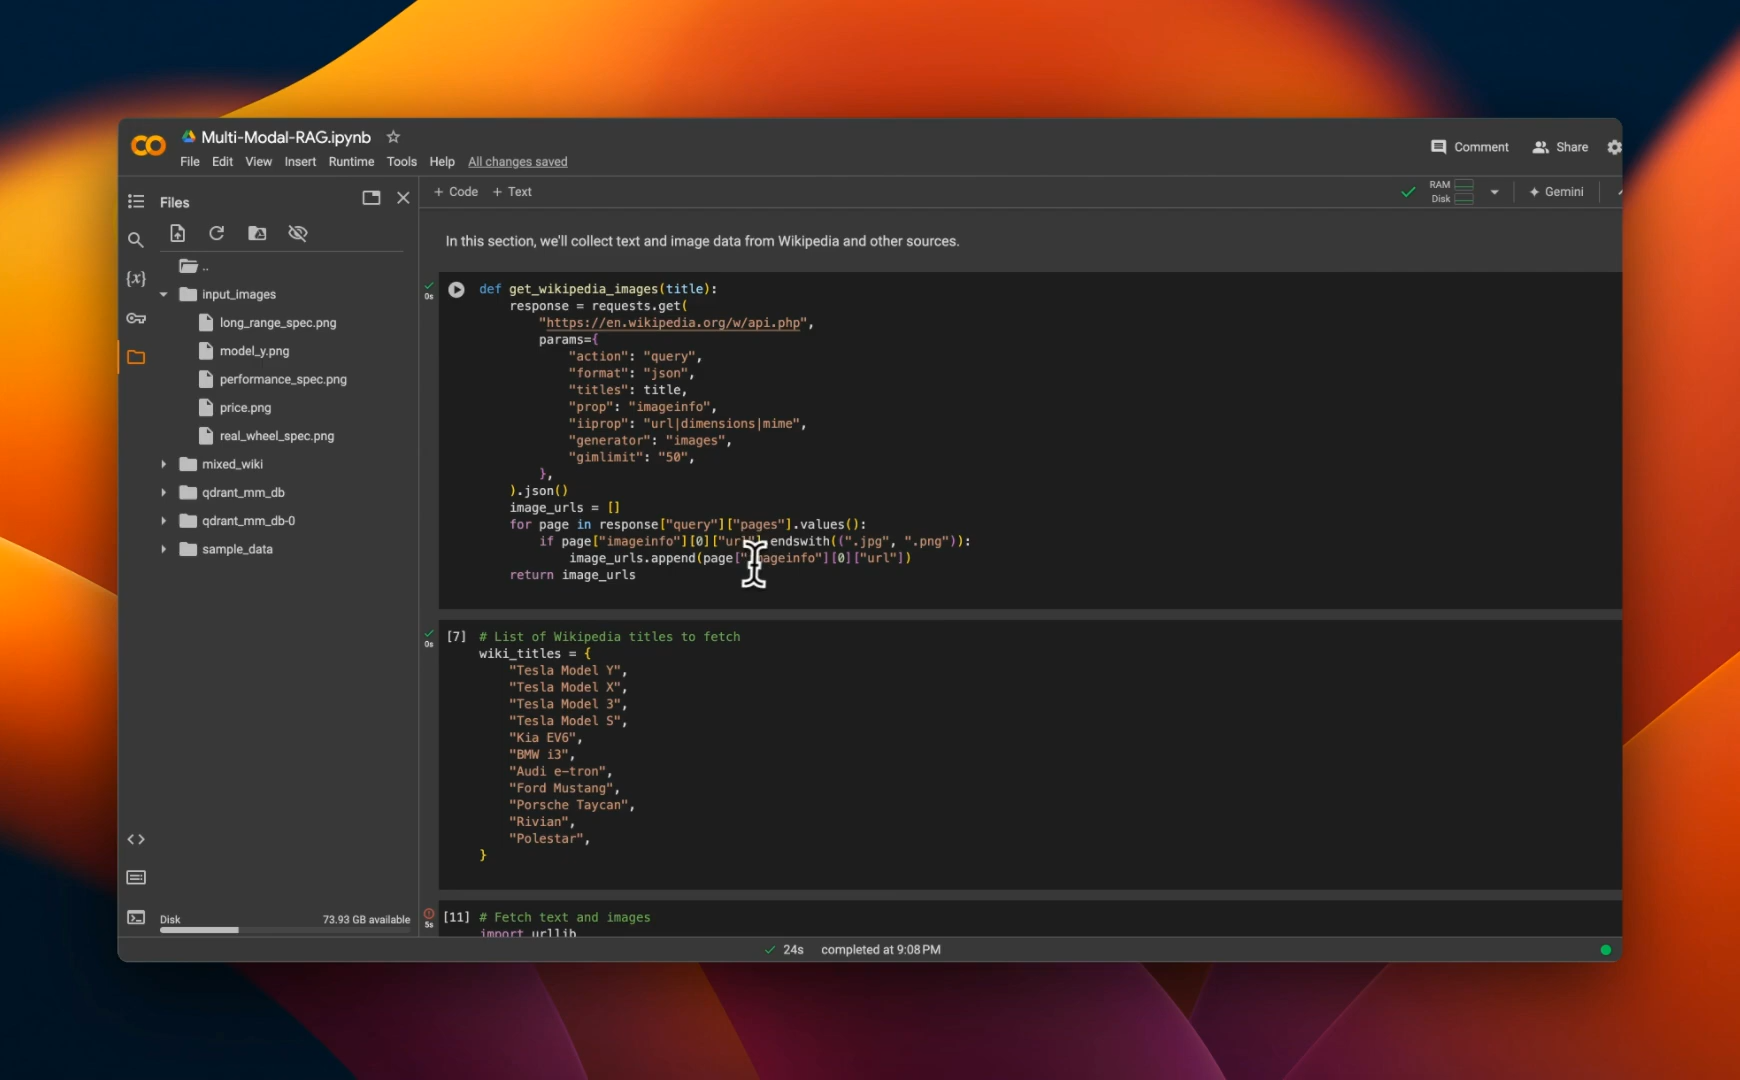 Multi-Modal-RAG.ipynb
Comment
Share
File Edit View Insert Runtime Tools Help All changes saved
Files
+ Code + Text
RAM
Disk
Gemini
..
input_images
long_range_spec.png
model_y.png
performance_spec.png
price.png
real_wheel_spec.png
mixed_wiki
qdrant_mm_db
qdrant_mm_db-0
sample_data
Disk 73.93 GB available
In this section, we'll collect text and image data from Wikipedia and other sources.
0s
def get_wikipedia_images(title):
response = requests.get(
"https://en.wikipedia.org/w/api.php",
params={
"action": "query",
"format": "json",
"titles": title,
"prop": "imageinfo",
"iiprop": "url|dimensions|mime",
"generator": "images",
"gimlimit": "50",
},
).json()
image_urls = []
for page in response["query"]["pages"].values():
if page["imageinfo"][0]["url"].endswith((".jpg", ".png")):
image_urls.append(page["imageinfo"][0]["url"])
return image_urls
0s
[7] # List of Wikipedia titles to fetch
wiki_titles = {
"Tesla Model Y",
"Tesla Model X",
"Tesla Model 3",
"Tesla Model S",
"Kia EV6",
"BMW i3",
"Audi e-tron",
"Ford Mustang",
"Porsche Taycan",
"Rivian",
"Polestar",
}
5s
[11] # Fetch text and images
import urllib
24s completed at 9:08 PM